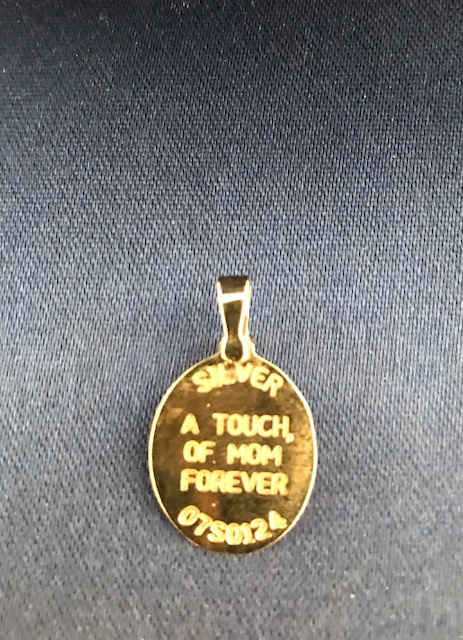 SILVER
A TOUCH,
OF MOM
FOREVER
07S0124